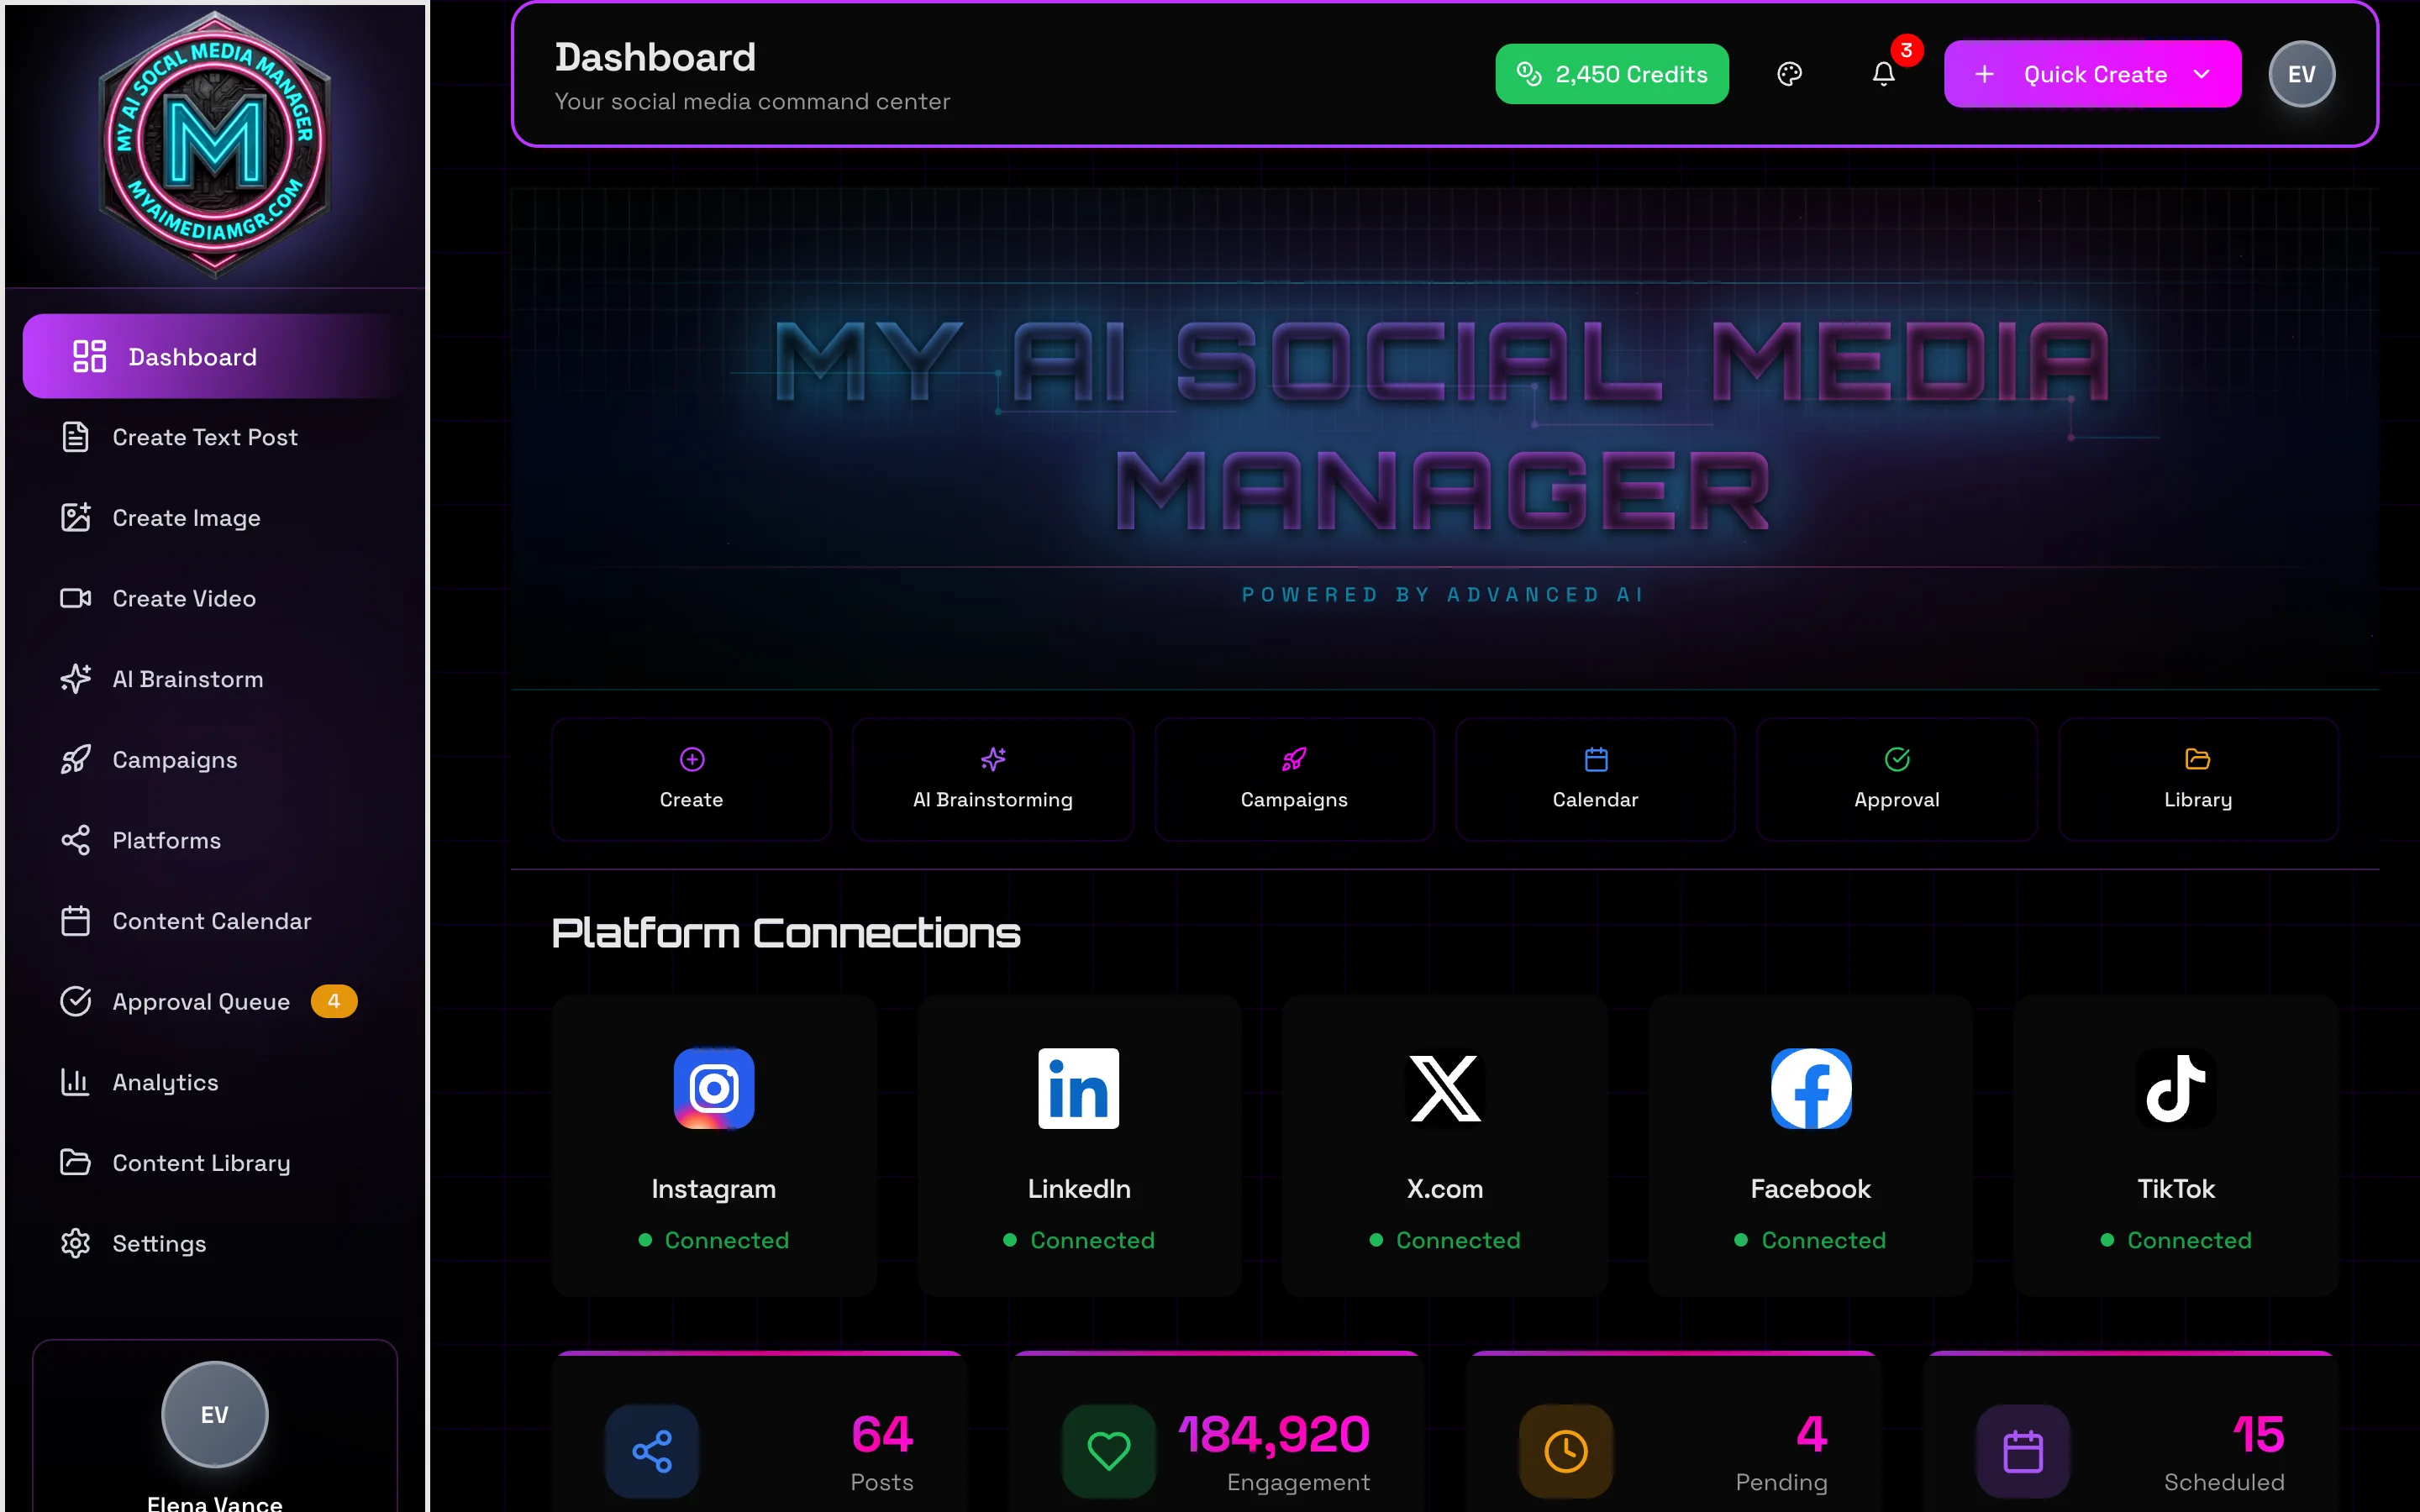 MY AI SOCAL MEDIA MANAGER
M
MYAIMEDIAMGR.COM
Dashboard
Create Text Post
Create Image
Create Video
AI Brainstorm
Campaigns
Platforms
Content Calendar
Approval Queue 4
Analytics
Content Library
Settings
EV
Elena Vance
Dashboard
Your social media command center
2,450 Credits
3
Quick Create
EV
MY AI SOCIAL MEDIA
MANAGER
POWERED BY ADVANCED AI
Create
AI Brainstorming
Campaigns
Calendar
Approval
Library
Platform Connections
in
Instagram
LinkedIn
X.com
Facebook
TikTok
Connected
Connected
Connected
Connected
Connected
64
Posts
184,920
Engagement
4
Pending
15
Scheduled